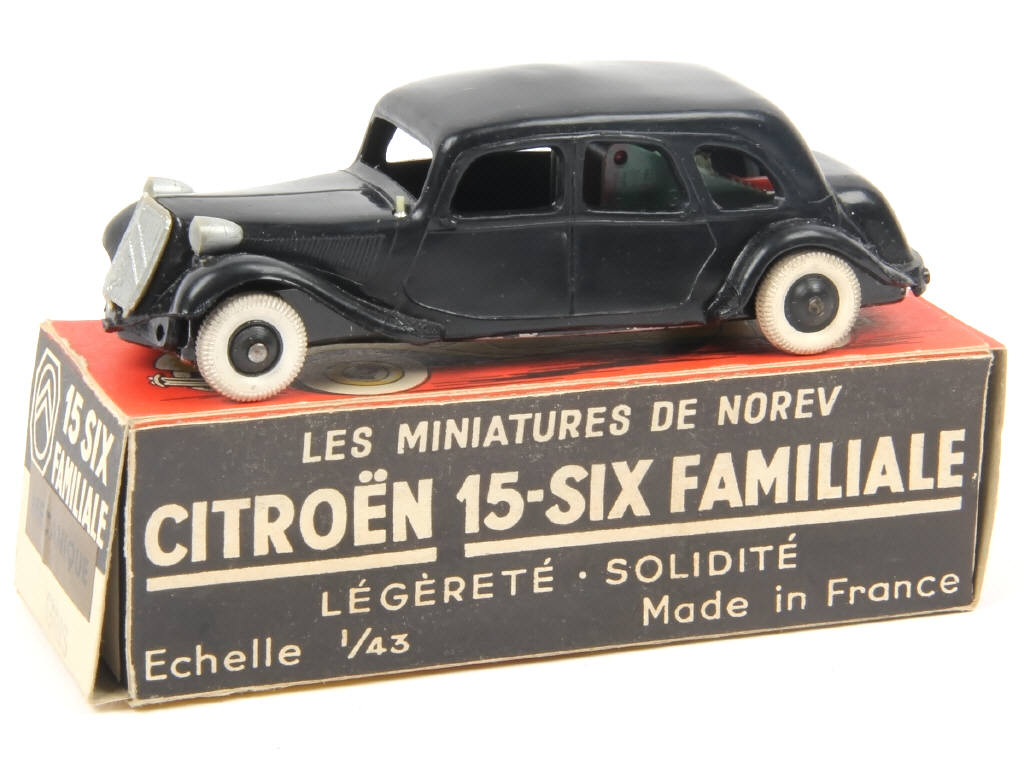 15 SIX
FAMILIALE
LES MINIATURES DE NOREV
CITROËN 15-SIX FAMILIALE
LÉGÈRETÉ · SOLIDITÉ
Made in France
Echelle 1/43